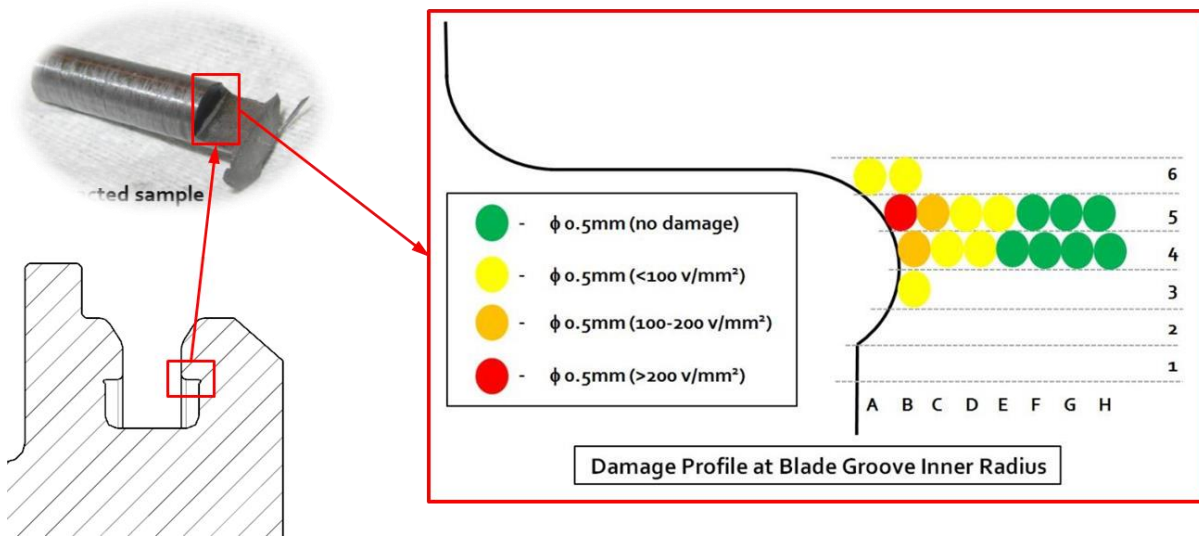 cted sample
ϕ 0.5mm (no damage)
ϕ 0.5mm (<100 v/mm²)
ϕ 0.5mm (100-200 v/mm²)
ϕ 0.5mm (>200 v/mm²)
6
5
4
3
2
1
A B C D E F G H
Damage Profile at Blade Groove Inner Radius